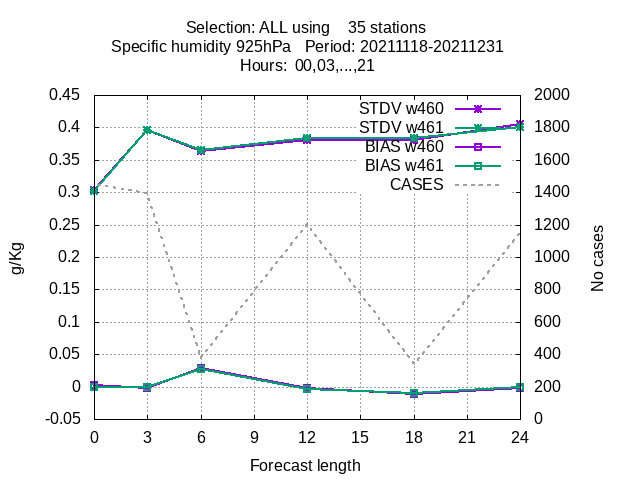 Selection: ALL using    35 stations
Specific humidity 925hPa   Period: 20211118-20211231
Hours:  00,03,...,21
0.45 2000
STDV w460
0.4 STDV w461 1800
BIAS w460
0.35 BIAS w461 1600
CASES
0.3 1400
0.25 1200
0.2 1000
0.15 800
0.1 600
0.05 400
0 200
-0.05 0
g/Kg
No cases
0 3 6 9 12 15 18 21 24
Forecast length